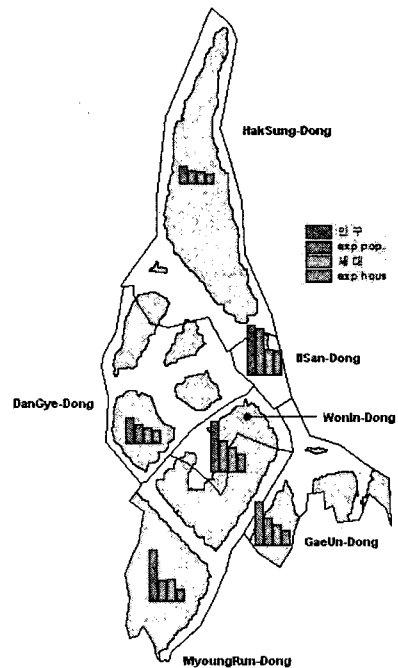 HakSung-Dong
인 구
exp pop.
세 대
exp hous
IlSan-Dong
DanGye-Dong
WonIn-Dong
GaeUn-Dong
MyoungRun-Dong